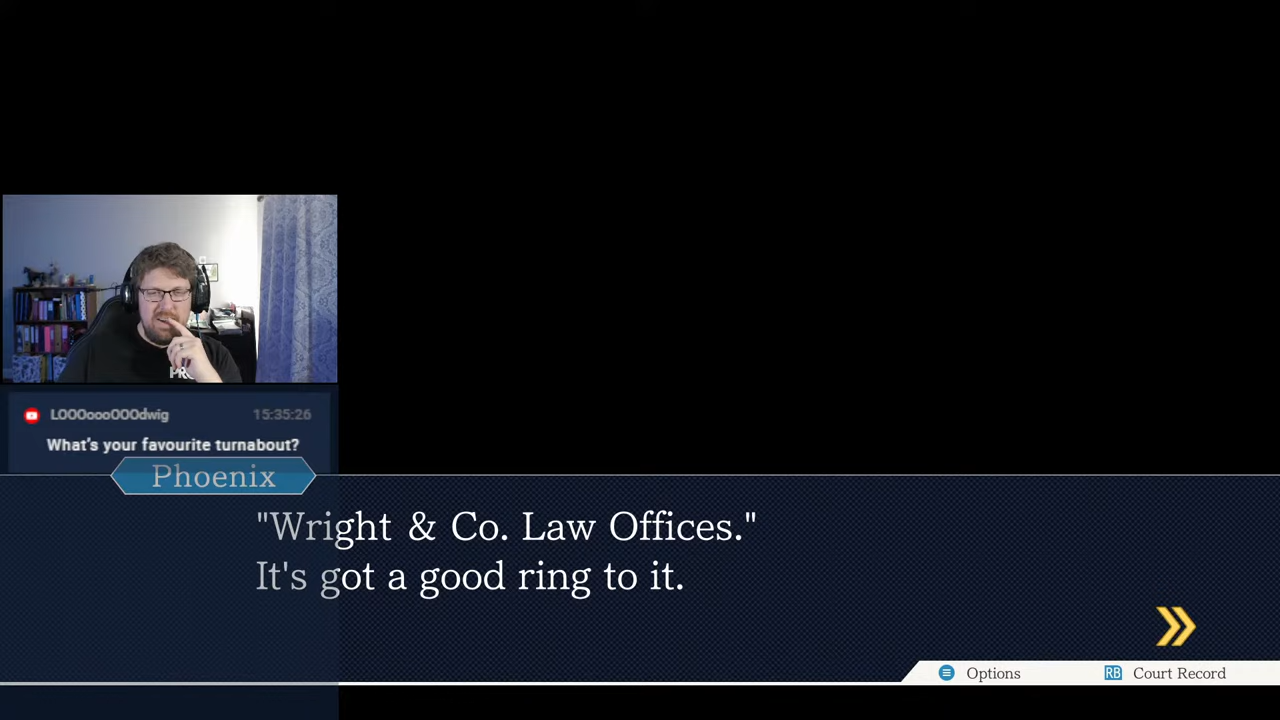 LOOOoooOOOdwig 15:35:26
What's your favourite turnabout?
Phoenix
"Wright & Co. Law Offices."
It's got a good ring to it.
Options
RB Court Record